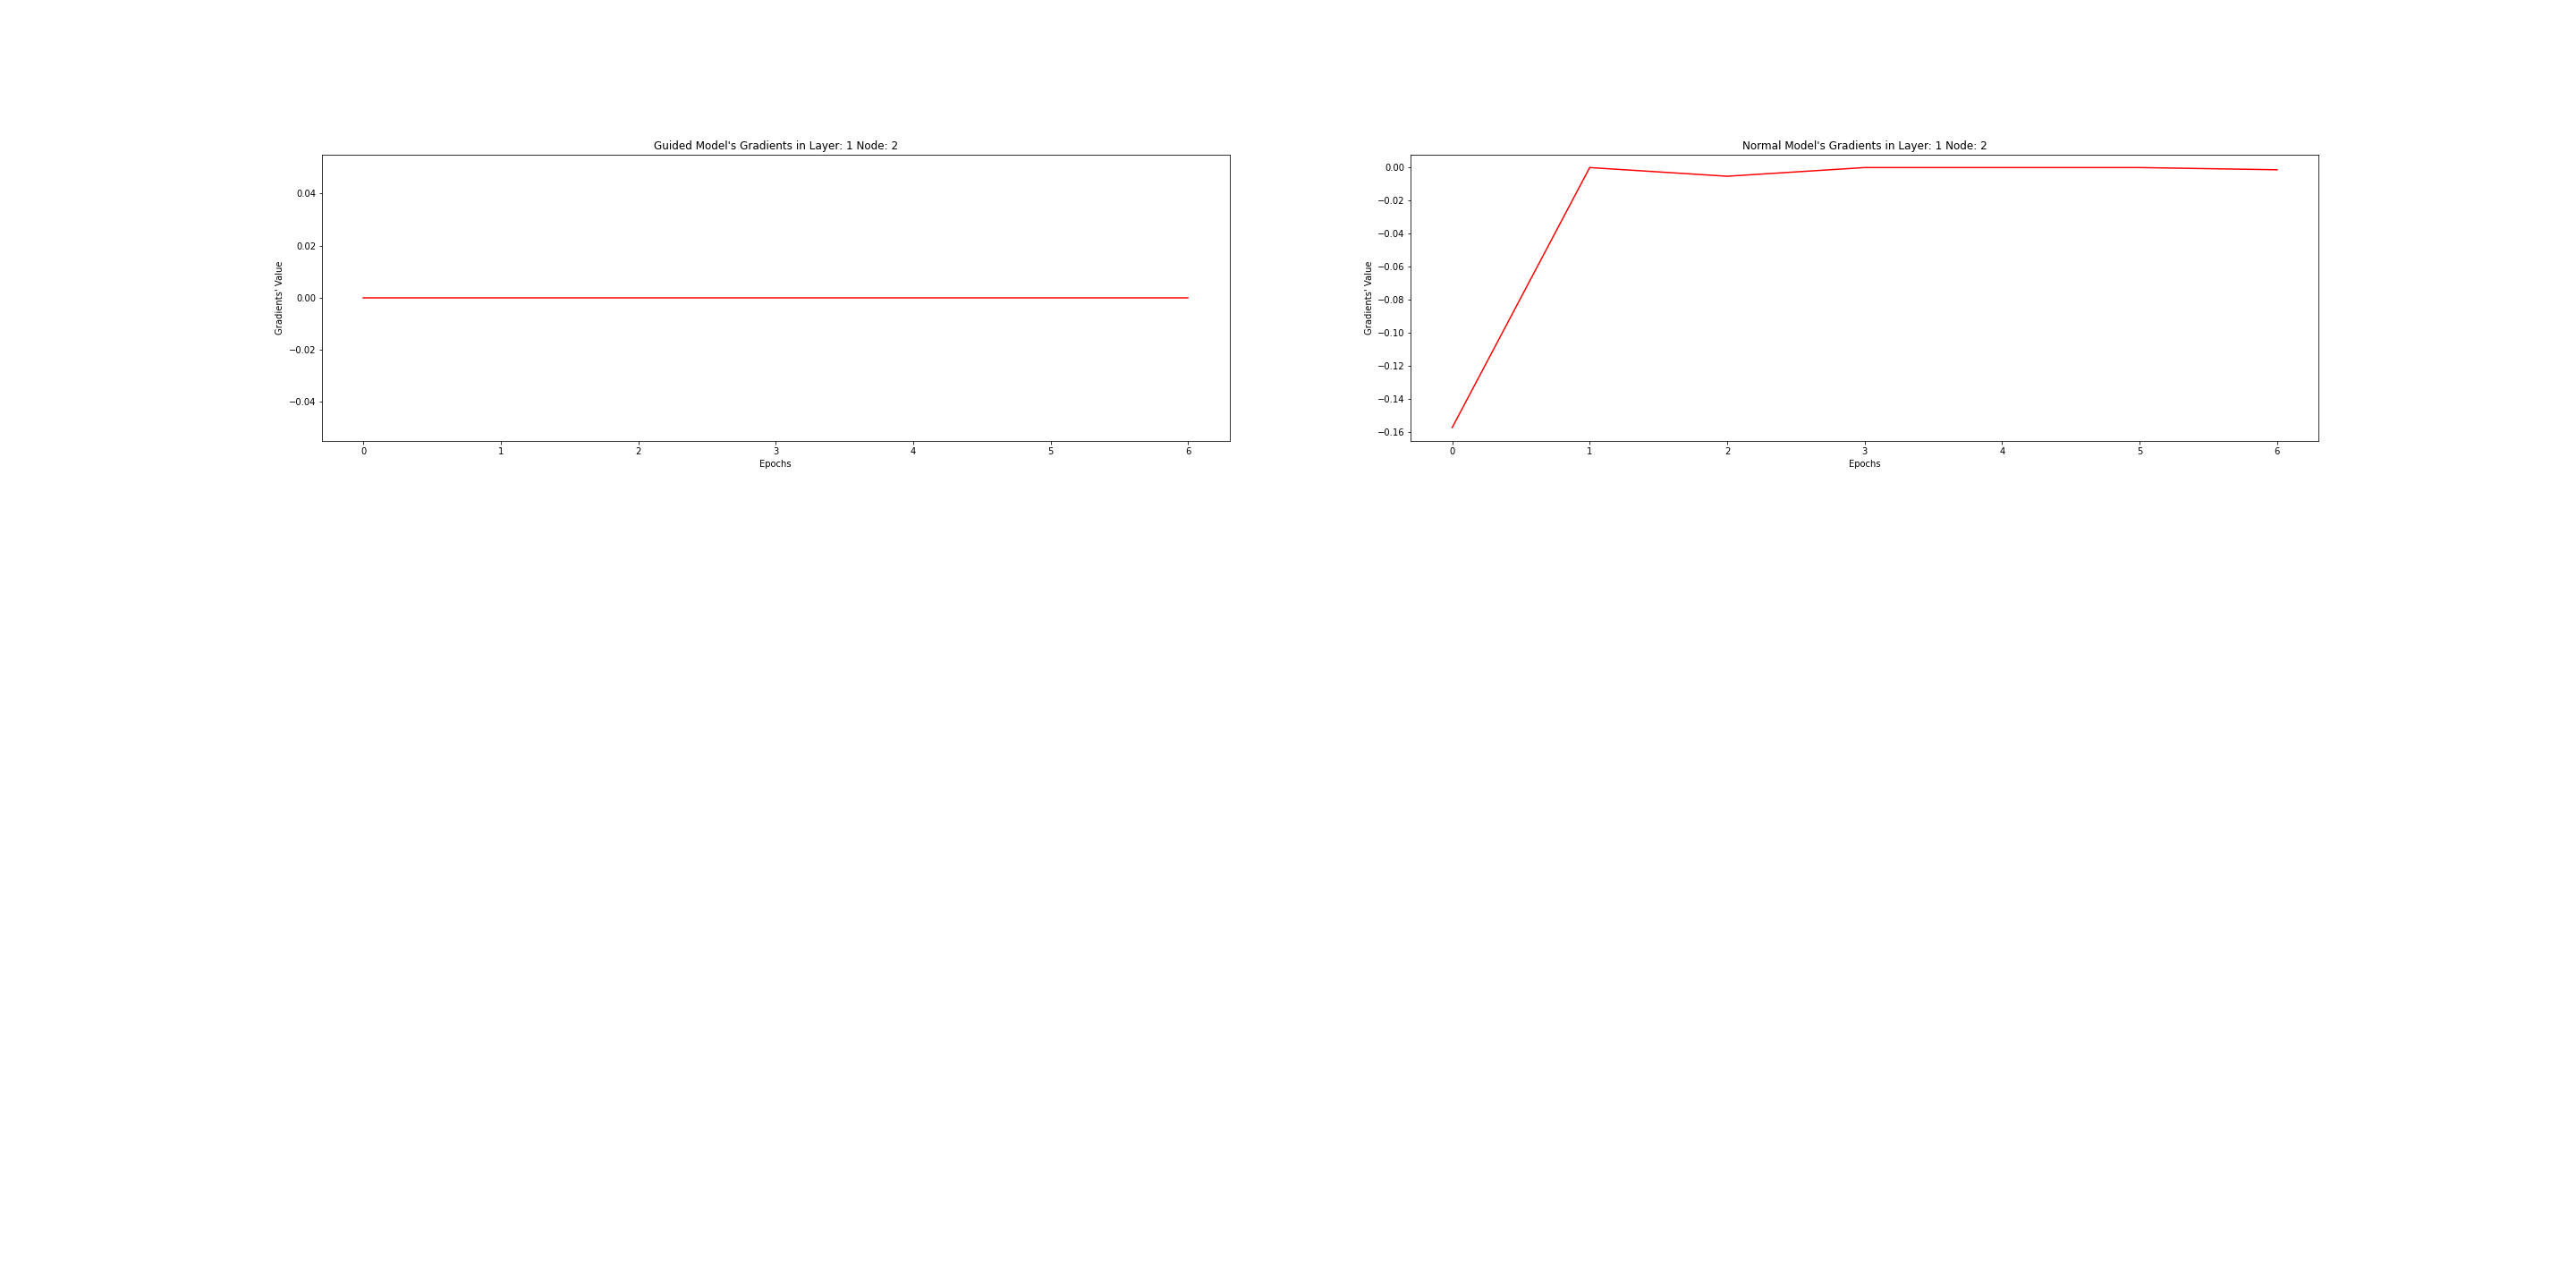 Guided Model's Gradients in Layer: 1 Node: 2
Gradients' Value
0.04
0.02
0.00
−0.02
−0.04
0 1 2 3 4 5 6
Epochs
Normal Model's Gradients in Layer: 1 Node: 2
Gradients' Value
0.00
−0.02
−0.04
−0.06
−0.08
−0.10
−0.12
−0.14
−0.16
0 1 2 3 4 5 6
Epochs